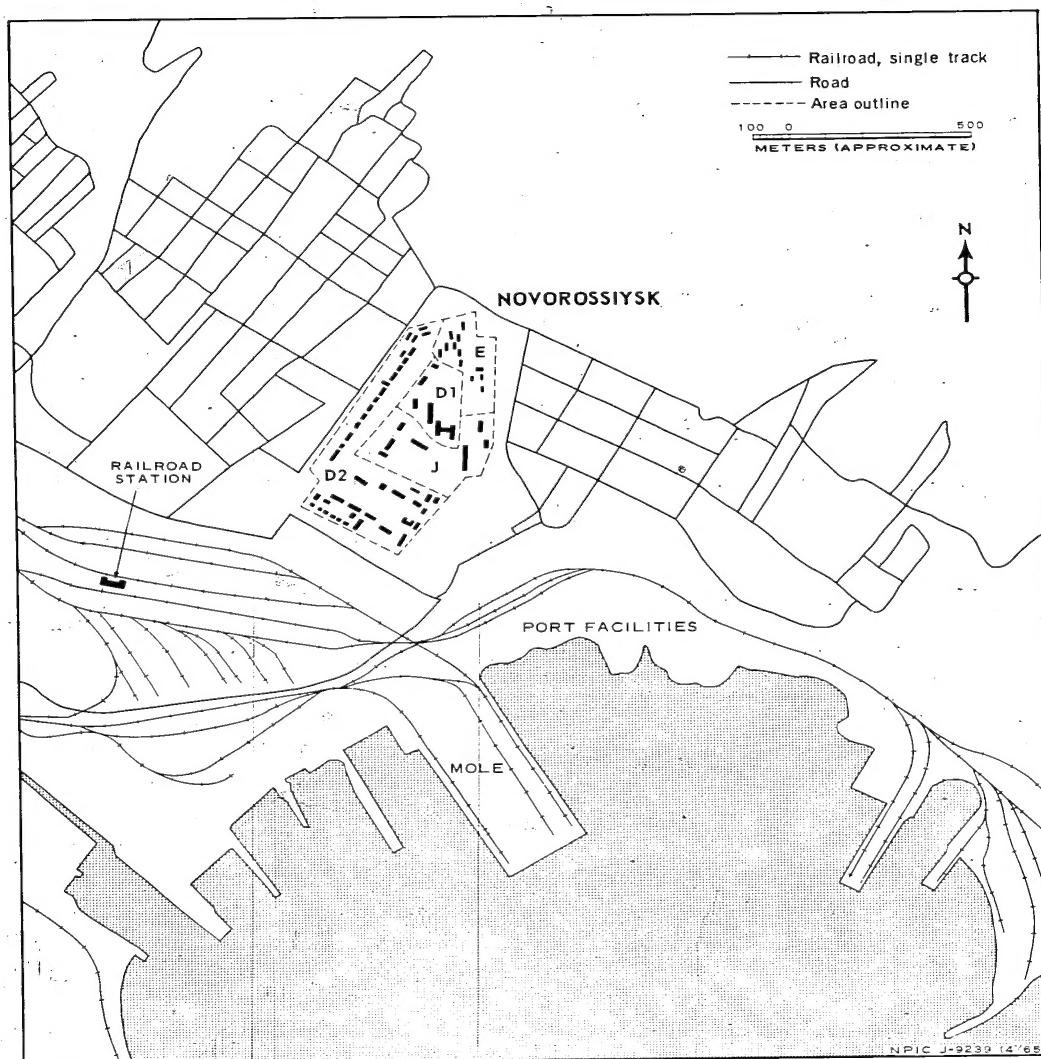 Railroad, single track
Road
Area outline
100 0 500
METERS (APPROXIMATE)
N
NOVOROSSIYSK
E
D1
J
D2
RAILROAD
STATION
PORT FACILITIES
MOLE
NPIC J-9239 (4/65